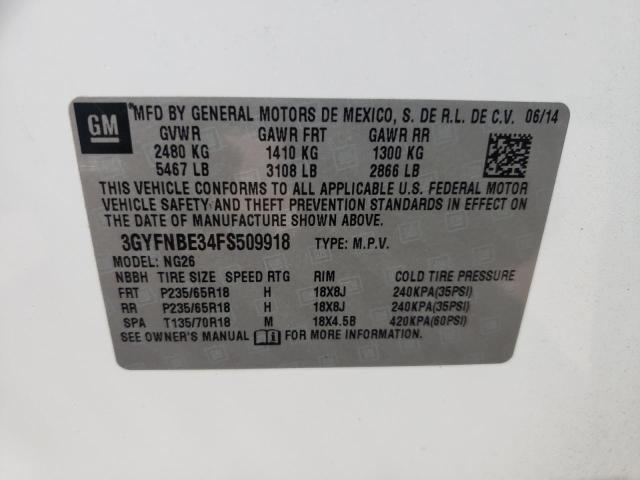 GM
MFD BY GENERAL MOTORS DE MEXICO, S. DE R.L. DE C.V. 06/14
GVWR GAWR FRT GAWR RR
2480 KG 1410 KG 1300 KG
5467 LB 3108 LB 2866 LB
THIS VEHICLE CONFORMS TO ALL APPLICABLE U.S. FEDERAL MOTOR
VEHICLE SAFETY AND THEFT PREVENTION STANDARDS IN EFFECT ON
THE DATE OF MANUFACTURE SHOWN ABOVE.
3GYFNBE34FS509918 TYPE: M.P.V.
MODEL: NG26
NBBH TIRE SIZE SPEED RTG RIM COLD TIRE PRESSURE
FRT P235/65R18 H 18X8J 240KPA(35PSI)
RR P235/65R18 H 18X8J 240KPA(35PSI)
SPA T135/70R18 M 18X4.5B 420KPA(60PSI)
SEE OWNER'S MANUAL FOR MORE INFORMATION.